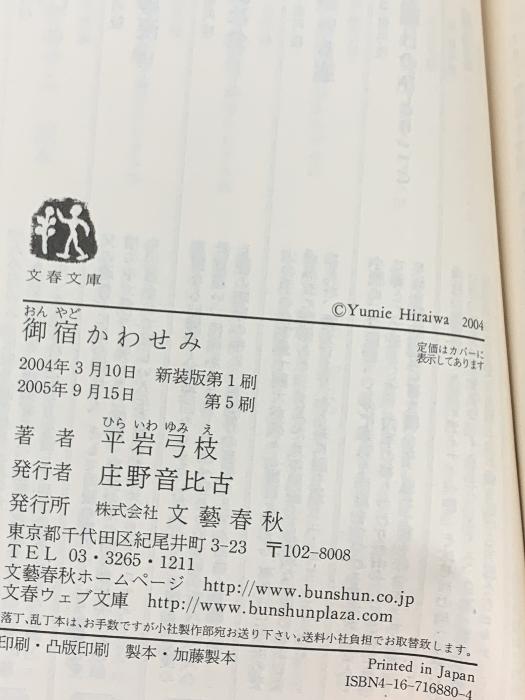 文春文庫
©Yumie Hiraiwa 2004
おん やど
御宿かわせみ
定価はカバーに
表示してあります
2004年3月10日 新装版第1刷
2005年9月15日 第5刷
ひら いわ ゆみ え
著者 平岩弓枝
発行者 庄野音比古
発行所 株式会社 文藝春秋
東京都千代田区紀尾井町3-23 〒102-8008
TEL 03・3265・1211
文藝春秋ホームページ http://www.bunshun.co.jp
文春ウェブ文庫 http://www.bunshunplaza.com
落丁、乱丁本は、お手数ですが小社製作部宛お送り下さい。送料小社負担でお取替致します。
印刷・凸版印刷 製本・加藤製本
Printed in Japan
ISBN4-16-716880-4